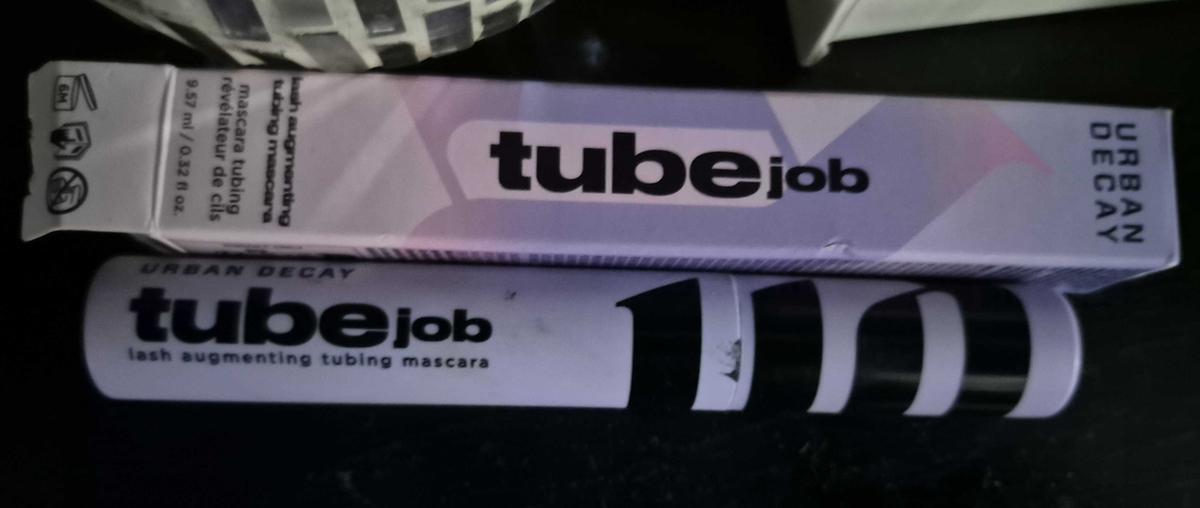 tubejob
URBAN
DECAY
lash augmenting
tubing mascara
mascara tubing
révélateur de cils
9.57 ml / 0.32 fl oz.
6M
URBAN DECAY
tubejob
lash augmenting tubing mascara